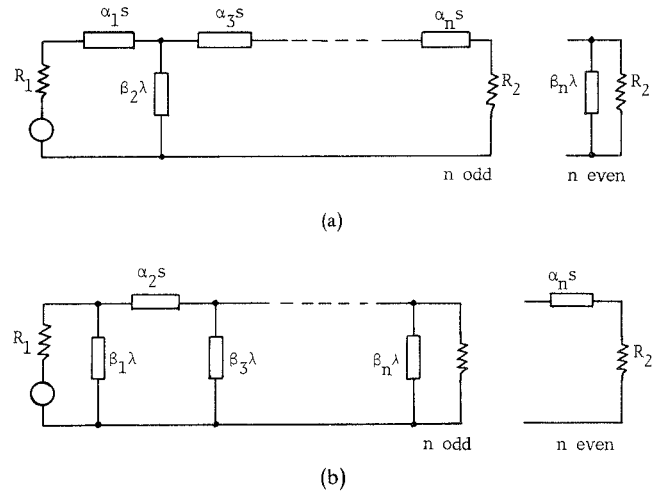 α₁s α₃s αₙs
R₁ β₂λ R₂ βₙλ R₂
n odd n even
(a)
α₂s αₙs
R₁ β₁λ β₃λ βₙλ R₂
n odd n even
(b)